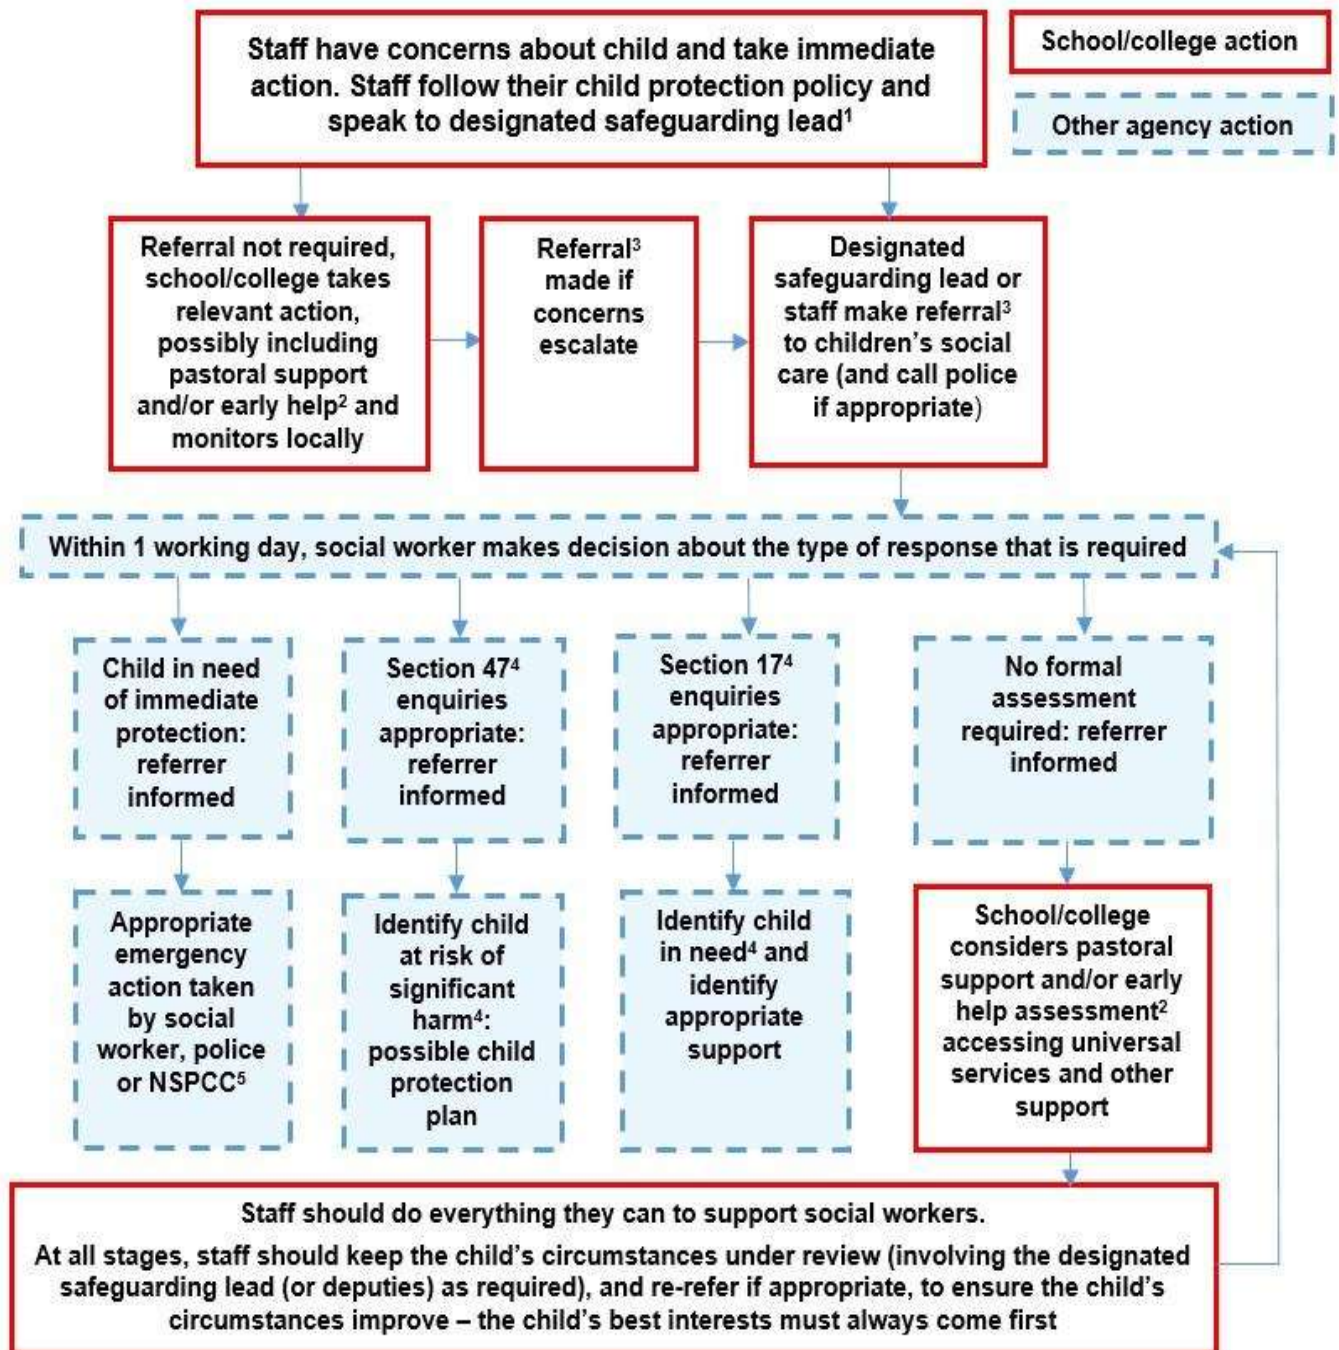 Staff have concerns about child and take immediate
action. Staff follow their child protection policy and
speak to designated safeguarding lead¹
School/college action
Other agency action
Referral not required,
school/college takes
relevant action,
possibly including
pastoral support
and/or early help² and
monitors locally
Referral³
made if
concerns
escalate
Designated
safeguarding lead or
staff make referral³
to children’s social
care (and call police
if appropriate)
Within 1 working day, social worker makes decision about the type of response that is required
Child in need
of immediate
protection:
referrer
informed
Section 47⁴
enquiries
appropriate:
referrer
informed
Section 17⁴
enquiries
appropriate:
referrer
informed
No formal
assessment
required: referrer
informed
Appropriate
emergency
action taken
by social
worker, police
or NSPCC⁵
Identify child
at risk of
significant
harm⁴:
possible child
protection
plan
Identify child
in need⁴ and
identify
appropriate
support
School/college
considers pastoral
support and/or early
help assessment²
accessing universal
services and other
support
Staff should do everything they can to support social workers.
At all stages, staff should keep the child’s circumstances under review (involving the designated
safeguarding lead (or deputies) as required), and re-refer if appropriate, to ensure the child’s
circumstances improve – the child’s best interests must always come first